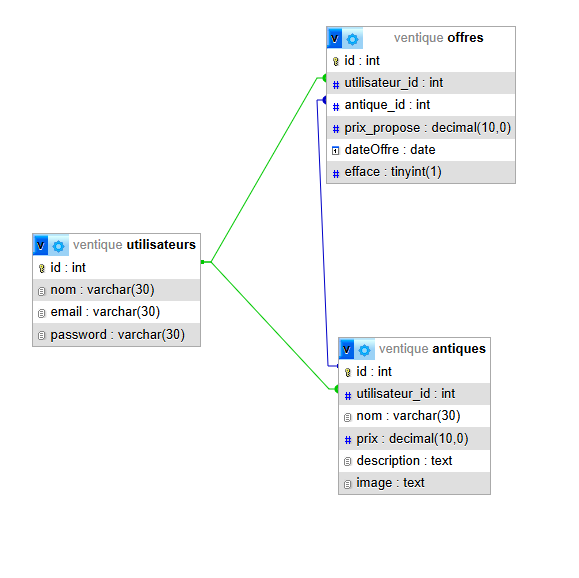 V ventique offres
id : int
# utilisateur_id : int
# antique_id : int
# prix_propose : decimal(10,0)
dateOffre : date
# efface : tinyint(1)
V ventique utilisateurs
id : int
nom : varchar(30)
email : varchar(30)
password : varchar(30)
V ventique antiques
id : int
# utilisateur_id : int
nom : varchar(30)
# prix : decimal(10,0)
description : text
image : text